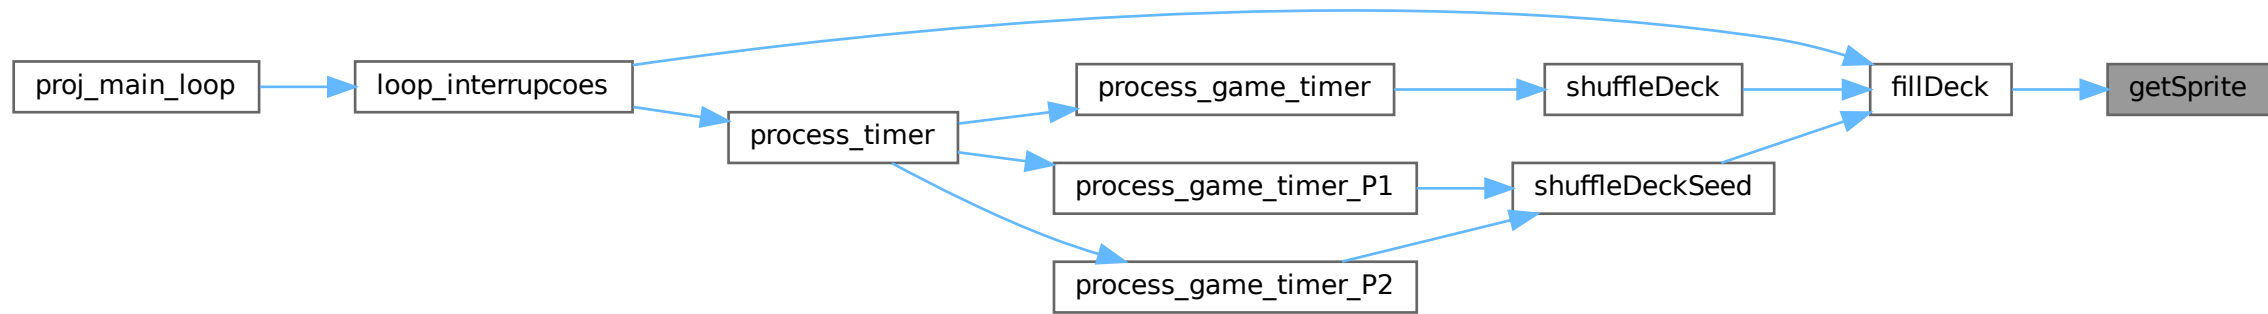 proj_main_loop
loop_interrupcoes
process_timer
process_game_timer
process_game_timer_P1
process_game_timer_P2
shuffleDeck
shuffleDeckSeed
fillDeck
getSprite